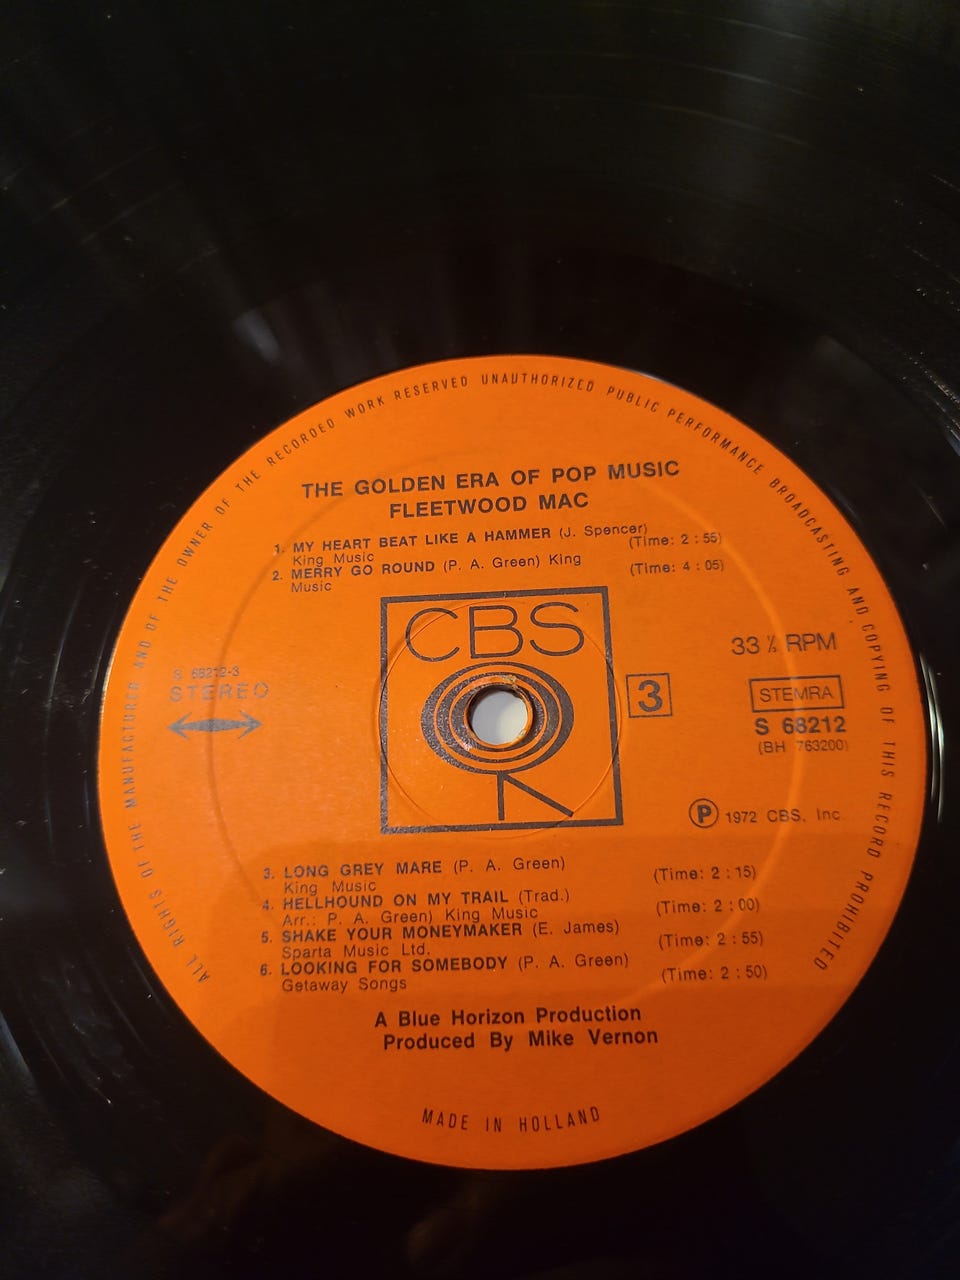 ALL RIGHTS OF THE MANUFACTURER AND OF THE OWNER OF THE RECORDED WORK RESERVED UNAUTHORIZED PUBLIC PERFORMANCE BROADCASTING AND COPYING OF THIS RECORD PROHIBITED
THE GOLDEN ERA OF POP MUSIC
FLEETWOOD MAC
1. MY HEART BEAT LIKE A HAMMER (J. Spencer) (Time: 2 : 55)
King Music
2. MERRY GO ROUND (P. A. Green) King (Time: 4 : 05)
Music
CBS
33 ⅓ RPM
S 68212-3
STEREO
3
STEMRA
S 68212
(BH 763200)
Ⓟ 1972 CBS, Inc
3. LONG GREY MARE (P. A. Green) (Time: 2 : 15)
King Music
4. HELLHOUND ON MY TRAIL (Trad.) (Time: 2 : 00)
Arr.: P. A. Green) King Music
5. SHAKE YOUR MONEYMAKER (E. James) (Time: 2 : 55)
Sparta Music Ltd.
6. LOOKING FOR SOMEBODY (P. A. Green) (Time: 2 : 50)
Getaway Songs
A Blue Horizon Production
Produced By Mike Vernon
MADE IN HOLLAND